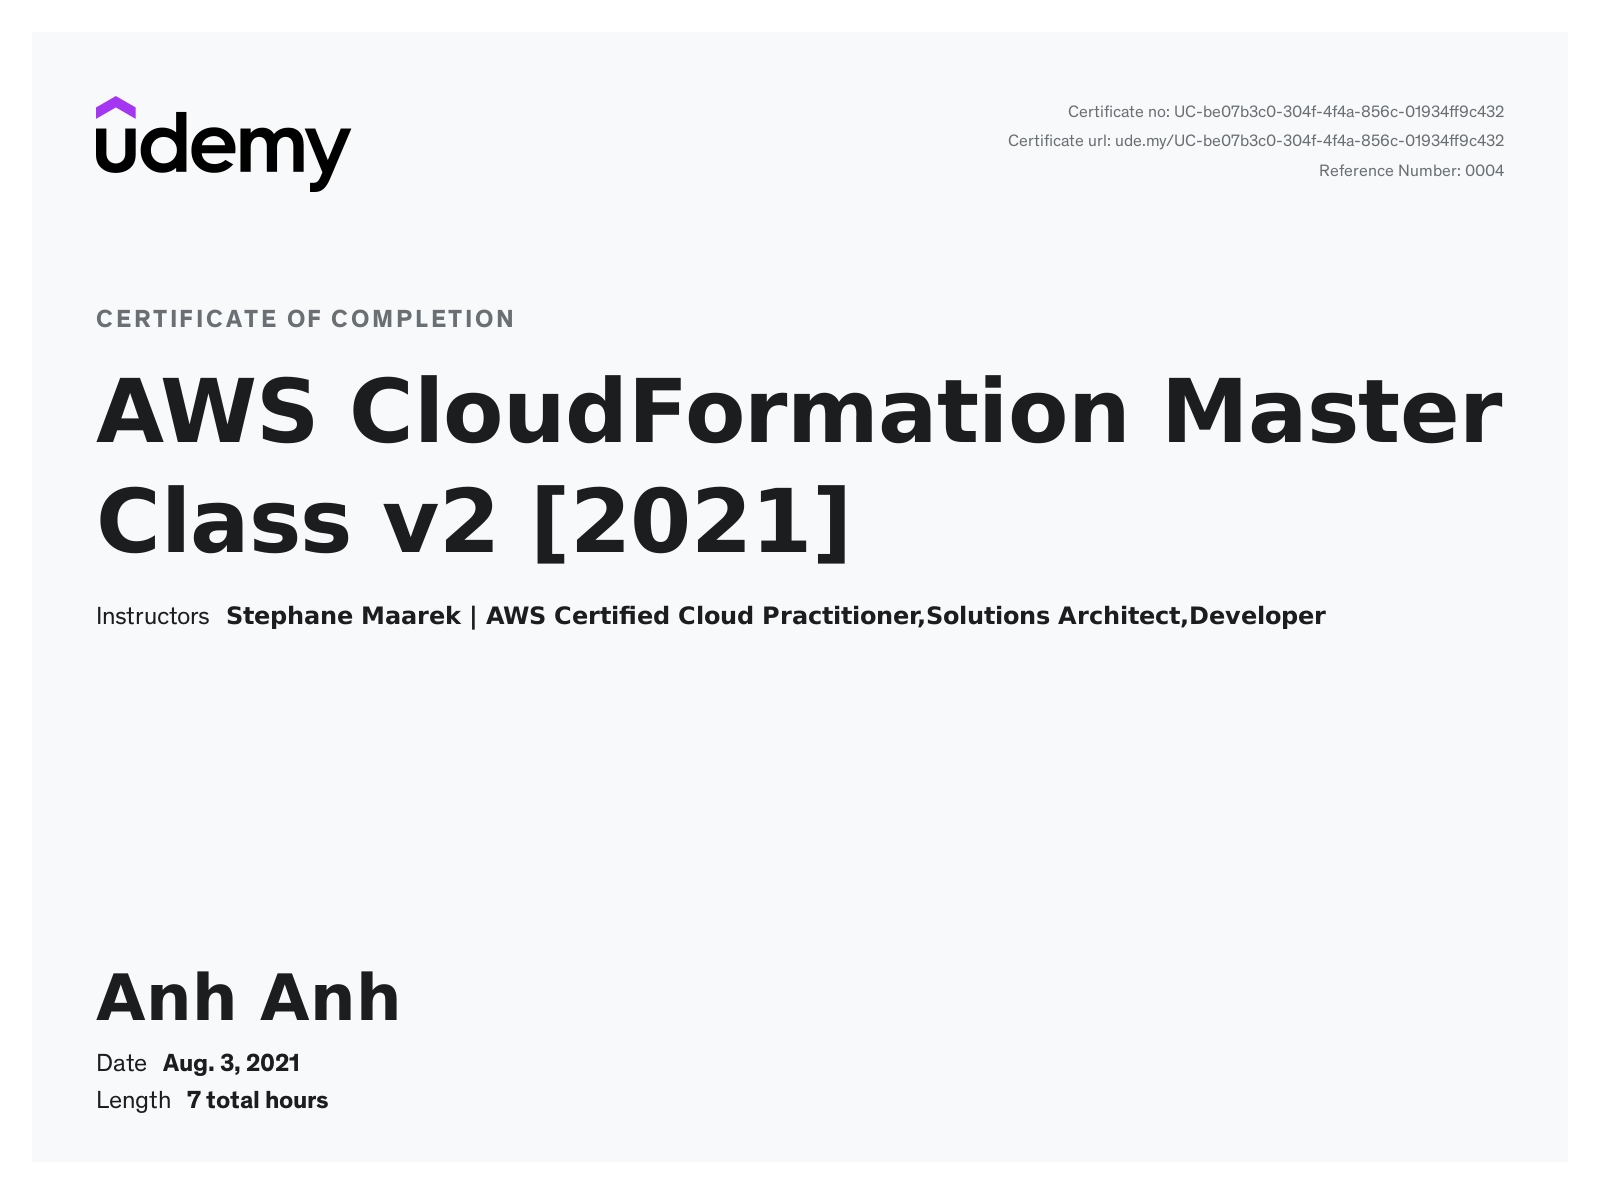 udemy
Certificate no: UC-be07b3c0-304f-4f4a-856c-01934ff9c432
Certificate url: ude.my/UC-be07b3c0-304f-4f4a-856c-01934ff9c432
Reference Number: 0004
CERTIFICATE OF COMPLETION
AWS CloudFormation Master
Class v2 [2021]
Instructors Stephane Maarek | AWS Certified Cloud Practitioner,Solutions Architect,Developer
Anh Anh
Date Aug. 3, 2021
Length 7 total hours